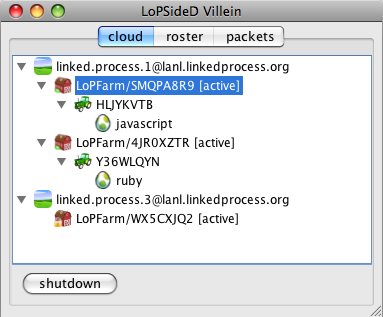 LoPSideD Villein
cloud roster packets
linked.process.1@lanl.linkedprocess.org
LoPFarm/SMQPA8R9 [active]
HLJYKVTB
javascript
LoPFarm/4JR0XZTR [active]
Y36WLQYN
ruby
linked.process.3@lanl.linkedprocess.org
LoPFarm/WX5CXJQ2 [active]
shutdown